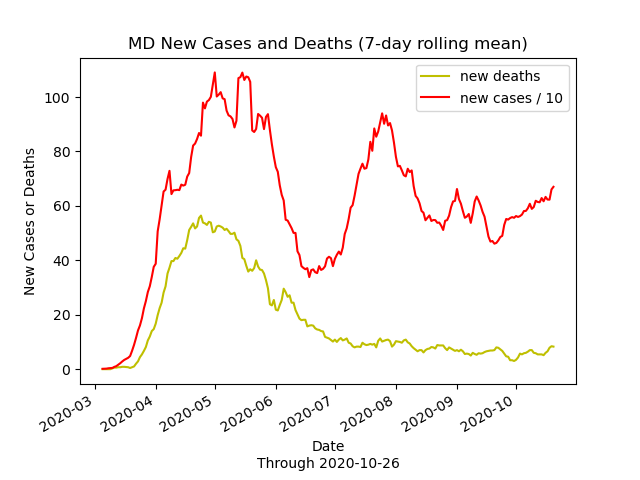 MD New Cases and Deaths (7-day rolling mean)
new deaths
new cases / 10
100
80
60
40
20
0
New Cases or Deaths
2020-03
2020-04
2020-05
2020-06
2020-07
2020-08
2020-09
2020-10
Date
Through 2020-10-26